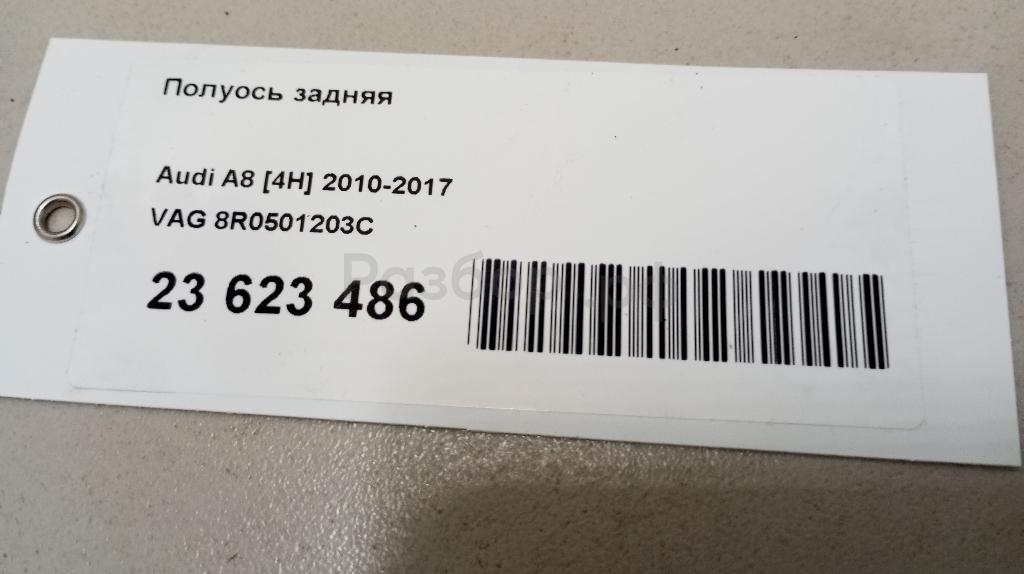 Полуось задняя
Audi A8 [4H] 2010-2017
VAG 8R0501203C
23 623 486